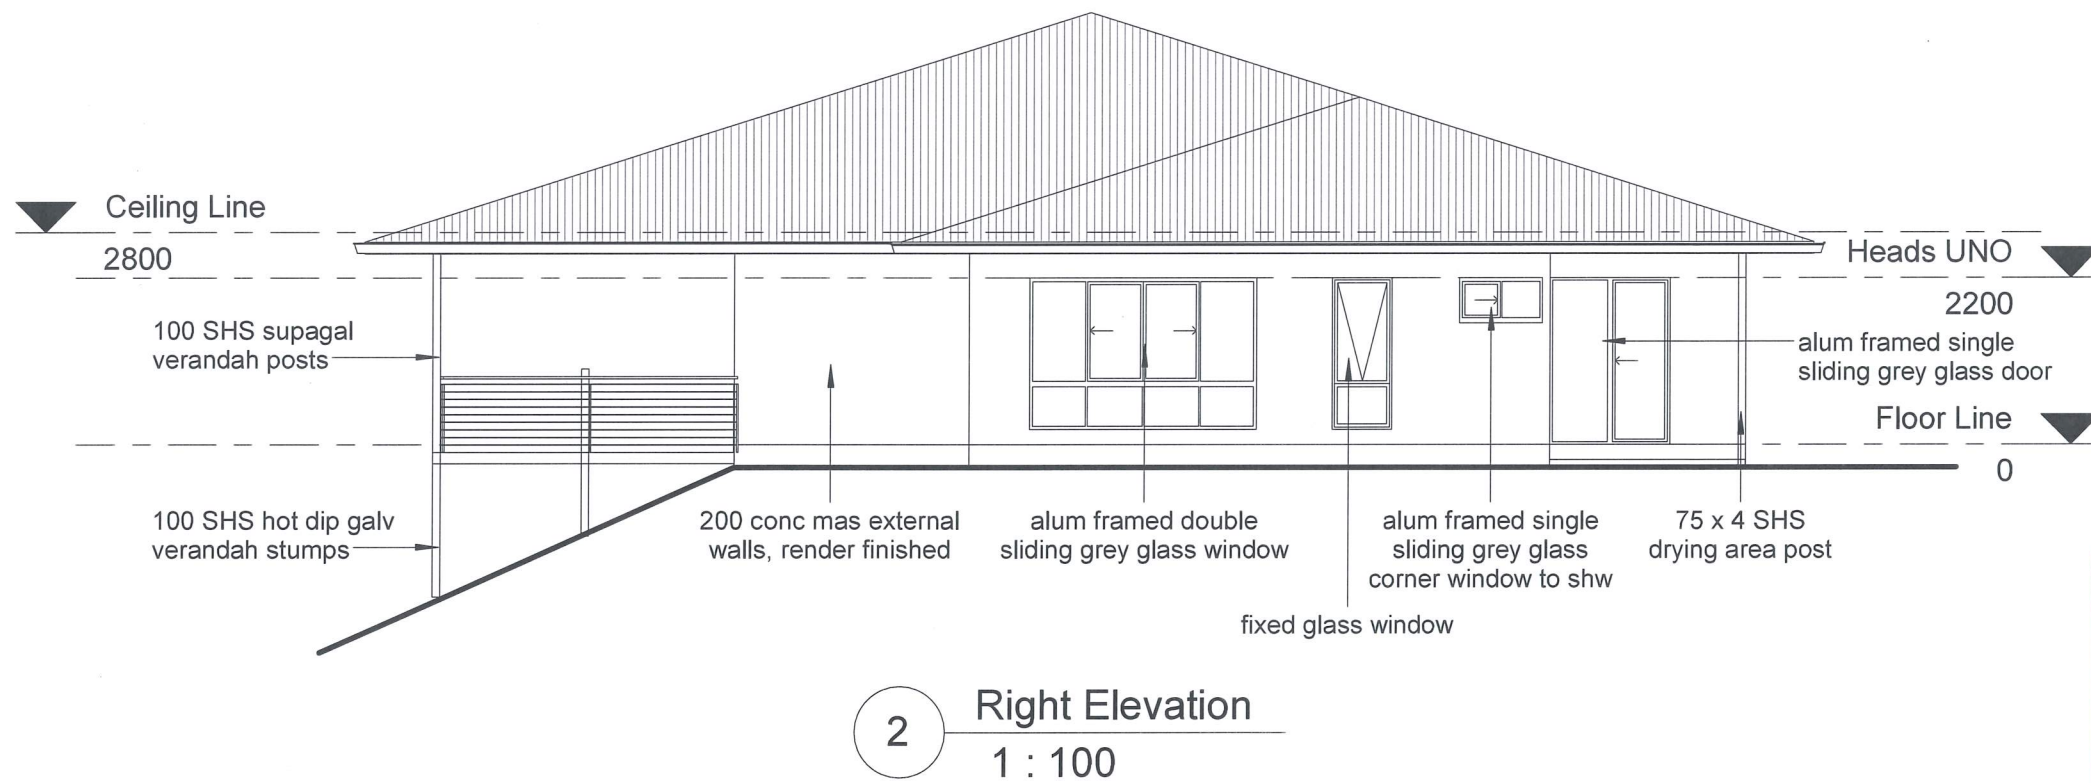 Ceiling Line
2800
Heads UNO
2200
100 SHS supagal
verandah posts
alum framed single
sliding grey glass door
Floor Line
0
100 SHS hot dip galv
verandah stumps
200 conc mas external
walls, render finished
alum framed double
sliding grey glass window
fixed glass window
alum framed single
sliding grey glass
corner window to shw
75 x 4 SHS
drying area post
2
Right Elevation
1 : 100